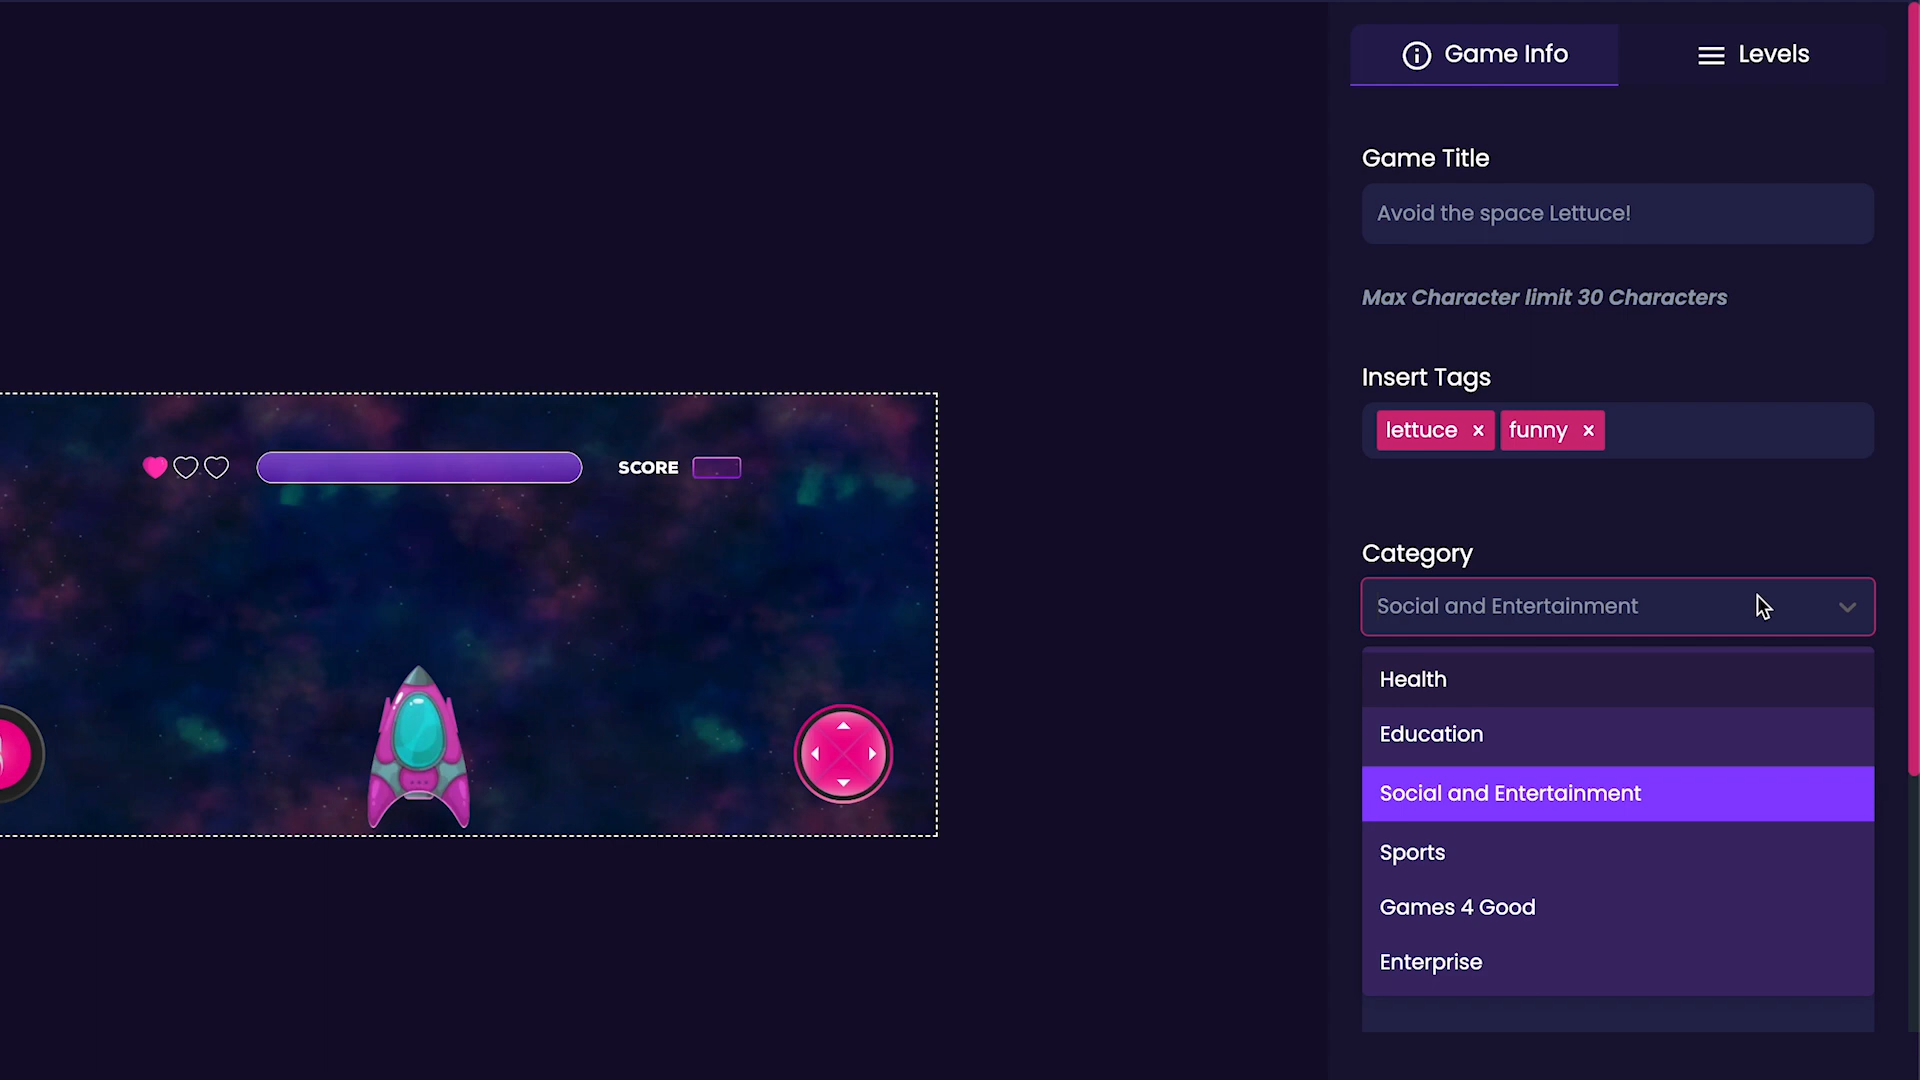 Game Info
Levels
Game Title
Avoid the space Lettuce!
Max Character limit 30 Characters
Insert Tags
lettuce × funny ×
SCORE
Category
Social and Entertainment
Health
Education
Social and Entertainment
Sports
Games 4 Good
Enterprise